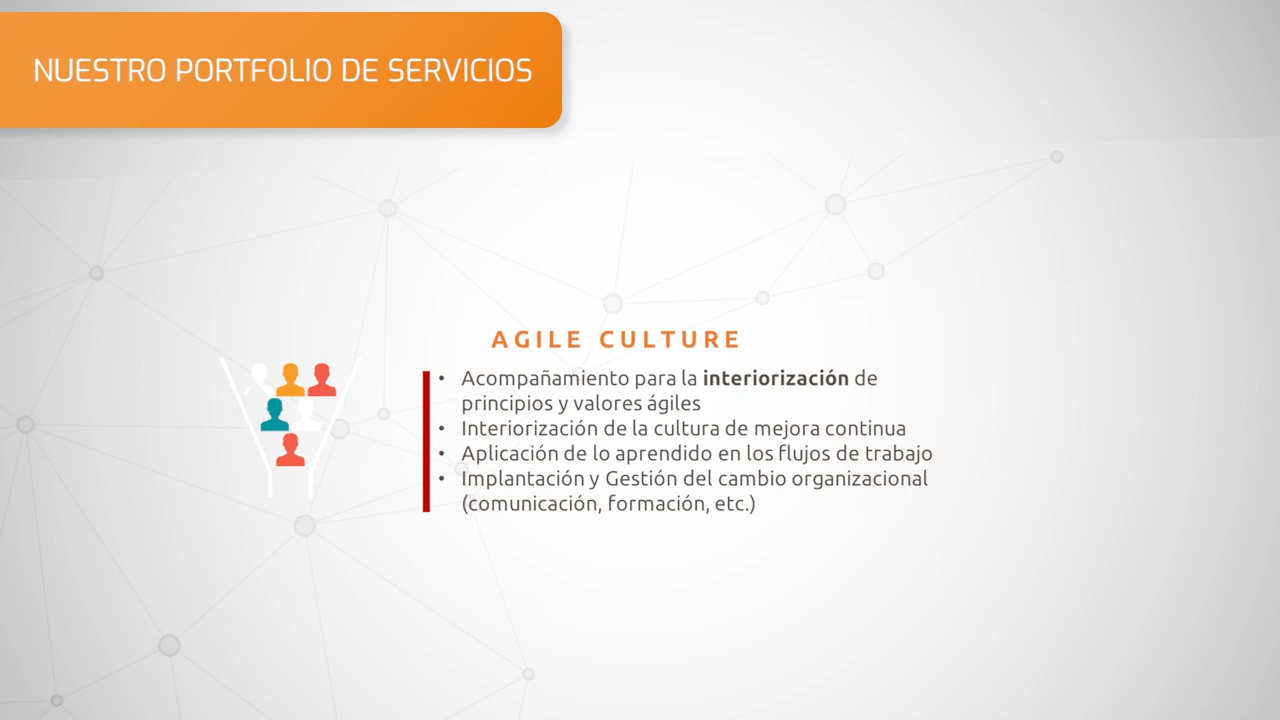 NUESTRO PORTFOLIO DE SERVICIOS
AGILE CULTURE
• Acompañamiento para la interiorización de
principios y valores ágiles
• Interiorización de la cultura de mejora continua
• Aplicación de lo aprendido en los flujos de trabajo
• Implantación y Gestión del cambio organizacional
(comunicación, formación, etc.)